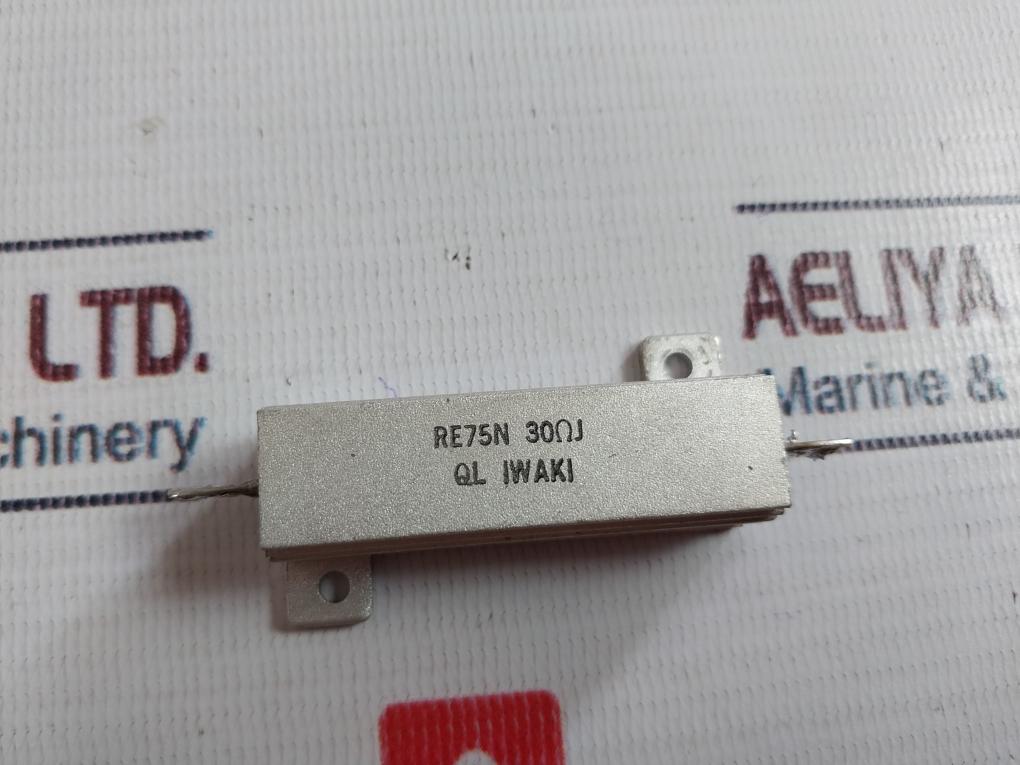 LTD.
chinery
AELIYA
Marine &
RE75N 30ΩJ
QL IWAKI